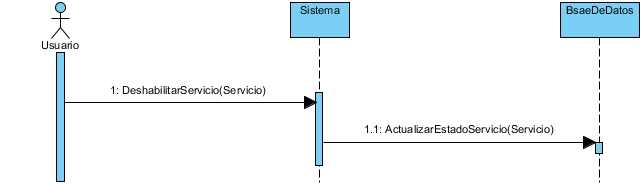 Sistema
BsaeDeDatos
Usuario
1: DeshabilitarServicio(Servicio)
1.1: ActualizarEstadoServicio(Servicio)